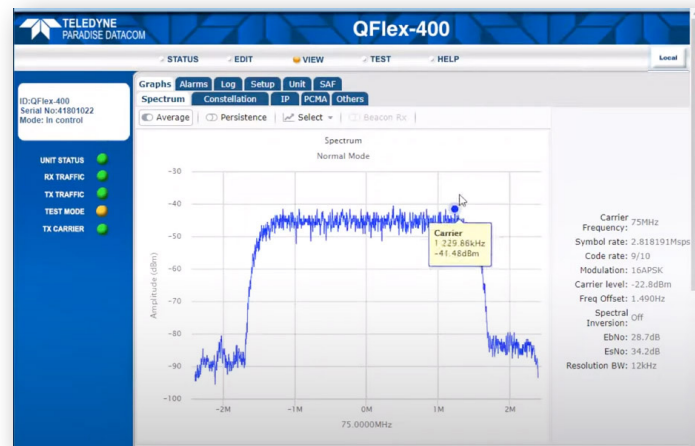 TELEDYNE
PARADISE DATACOM
QFlex-400
STATUS EDIT VIEW TEST HELP
Local
ID:QFlex-400
Serial No:41801022
Mode: In control
UNIT STATUS
RX TRAFFIC
TX TRAFFIC
TEST MODE
TX CARRIER
Graphs Alarms Log Setup Unit SAF
Spectrum Constellation IP PCMA Others
Average Persistence Select Beacon Rx
Spectrum
Normal Mode
Amplitude (dBm)
-30
-40
-50
-60
-70
-80
-90
-100
-2M -1M 0M 1M 2M
75.0000MHz
Carrier
1 229.86kHz
-41.48dBm
Carrier Frequency: 75MHz
Symbol rate: 2.818191Msps
Code rate: 9/10
Modulation: 16APSK
Carrier level: -22.8dBm
Freq Offset: 1.490Hz
Spectral Inversion: Off
EbNo: 28.7dB
EsNo: 34.2dB
Resolution BW: 12kHz